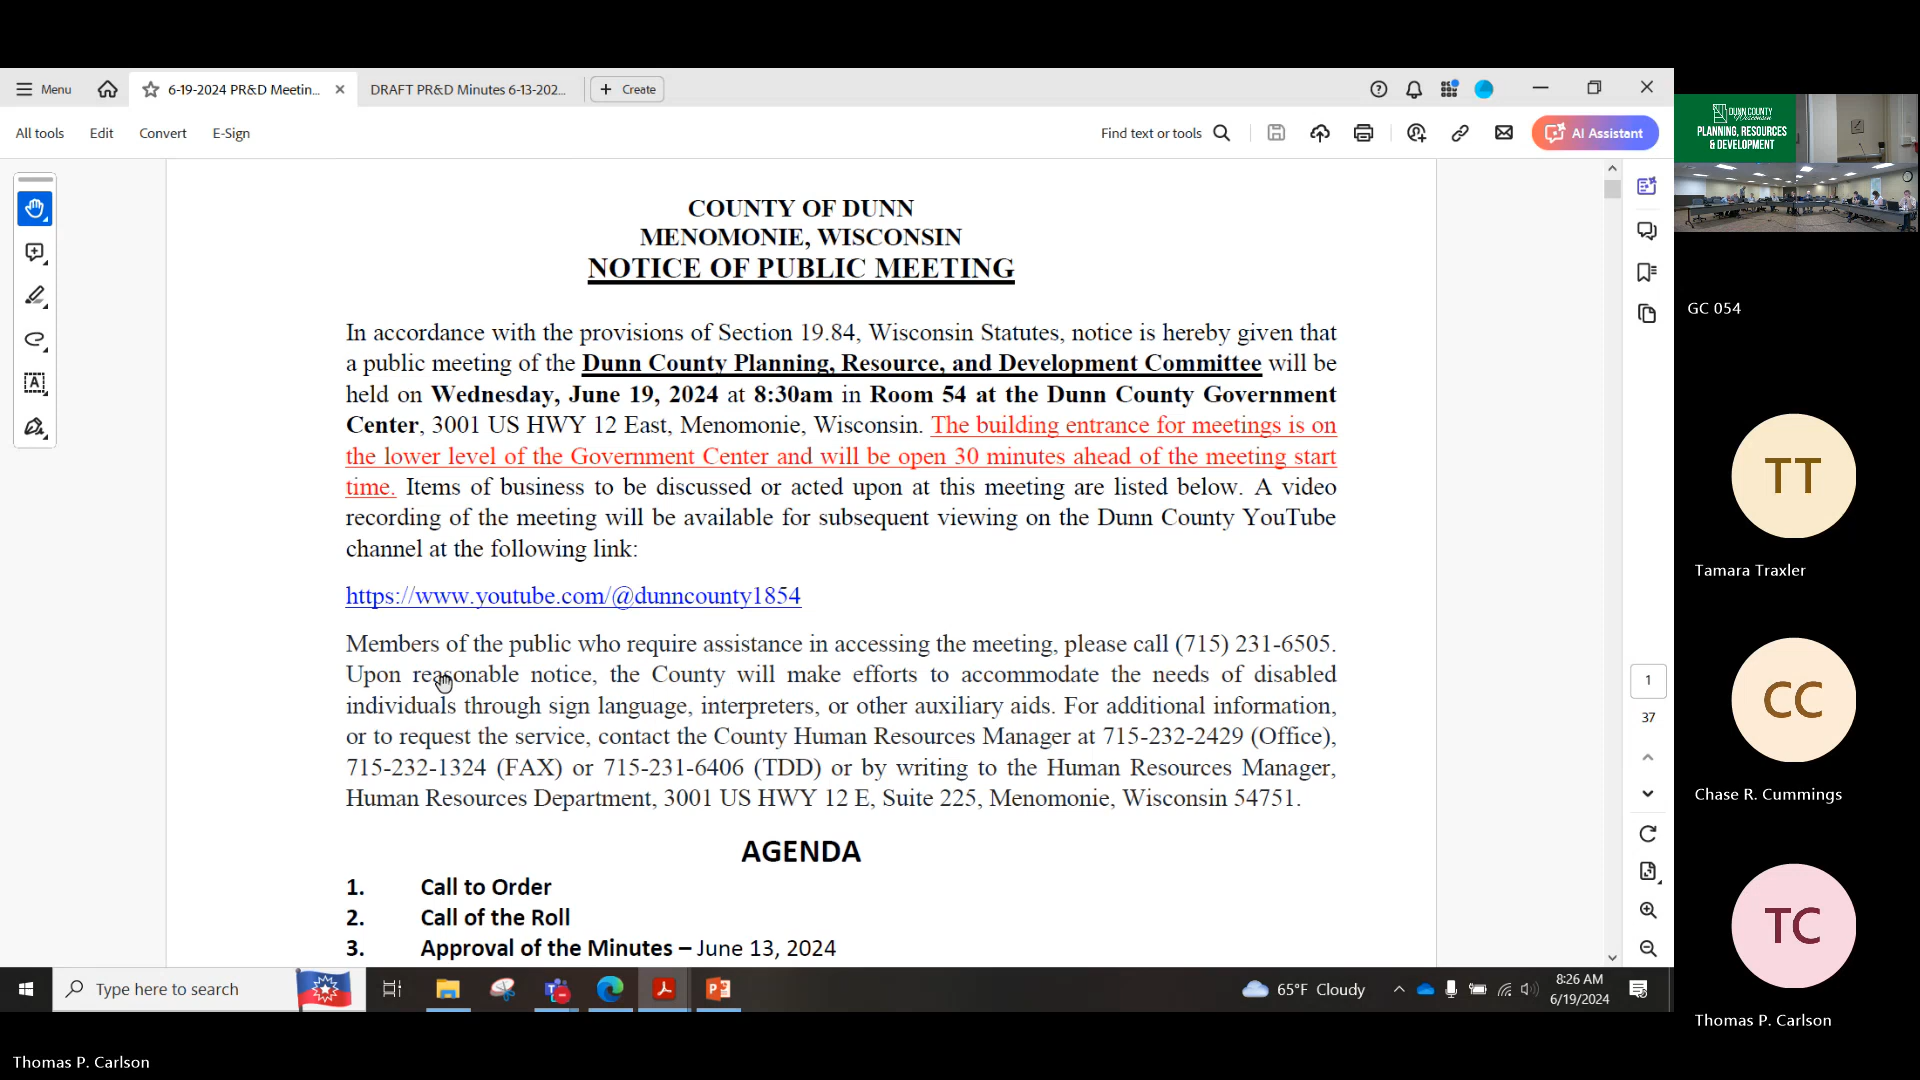 Menu
6-19-2024 PR&D Meetin...
DRAFT PR&D Minutes 6-13-202...
Create
All tools
Edit
Convert
E-Sign
Find text or tools
AI Assistant
COUNTY OF DUNN
MENOMONIE, WISCONSIN
NOTICE OF PUBLIC MEETING
In accordance with the provisions of Section 19.84, Wisconsin Statutes, notice is hereby given that
a public meeting of the Dunn County Planning, Resource, and Development Committee will be
held on Wednesday, June 19, 2024 at 8:30am in Room 54 at the Dunn County Government
Center, 3001 US HWY 12 East, Menomonie, Wisconsin. The building entrance for meetings is on
the lower level of the Government Center and will be open 30 minutes ahead of the meeting start
time. Items of business to be discussed or acted upon at this meeting are listed below. A video
recording of the meeting will be available for subsequent viewing on the Dunn County YouTube
channel at the following link:
https://www.youtube.com/@dunncounty1854
Members of the public who require assistance in accessing the meeting, please call (715) 231-6505.
Upon reasonable notice, the County will make efforts to accommodate the needs of disabled
individuals through sign language, interpreters, or other auxiliary aids. For additional information,
or to request the service, contact the County Human Resources Manager at 715-232-2429 (Office),
715-232-1324 (FAX) or 715-231-6406 (TDD) or by writing to the Human Resources Manager,
Human Resources Department, 3001 US HWY 12 E, Suite 225, Menomonie, Wisconsin 54751.
AGENDA
1. Call to Order
2. Call of the Roll
3. Approval of the Minutes – June 13, 2024
1
37
Type here to search
65°F Cloudy
8:26 AM
6/19/2024
DUNN COUNTY
Wisconsin
PLANNING, RESOURCES
& DEVELOPMENT
GC 054
TT
Tamara Traxler
CC
Chase R. Cummings
TC
Thomas P. Carlson
Thomas P. Carlson